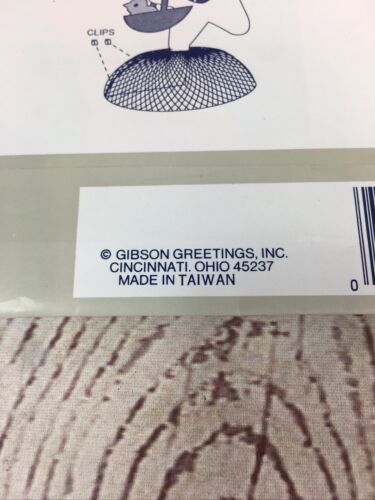 CLIPS
© GIBSON GREETINGS, INC.
CINCINNATI. OHIO 45237
MADE IN TAIWAN
0